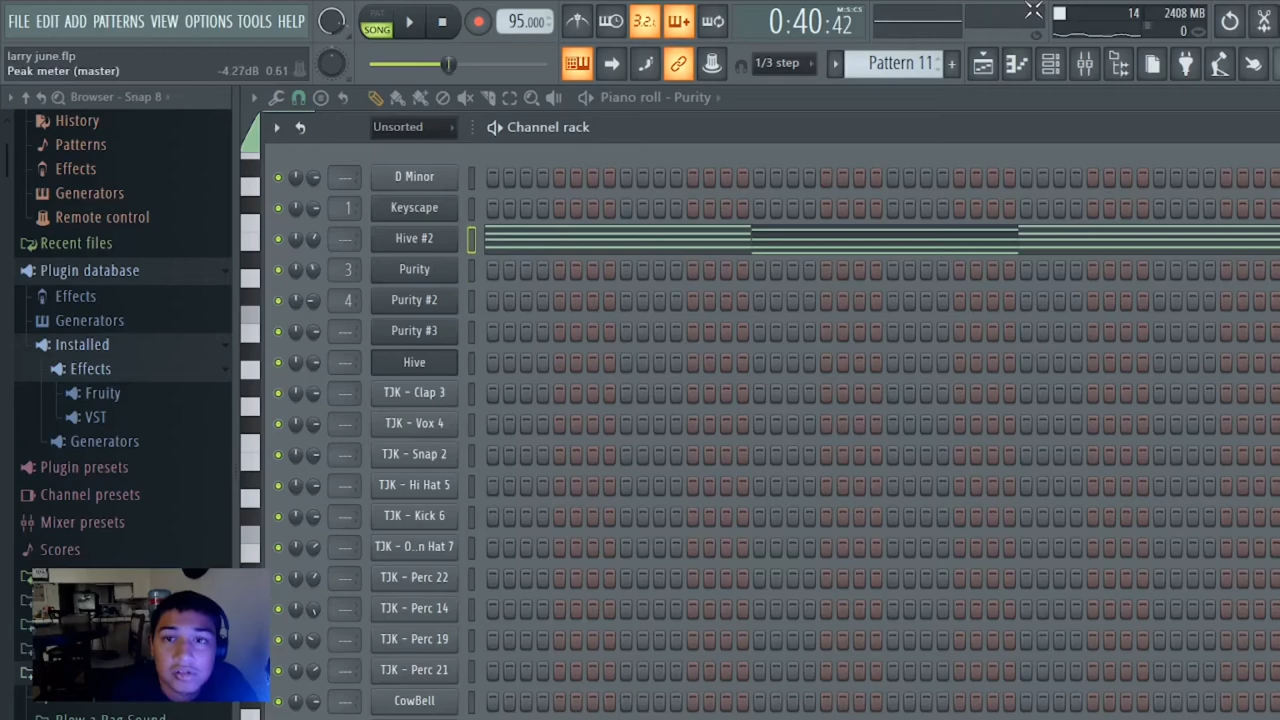 FILE EDIT ADD PATTERNS VIEW OPTIONS TOOLS HELP
PAT
SONG
95.000
3.2.
0:40:42
M:S:CS
14
2408 MB
0
larry june.flp
Peak meter (master)
-4.27dB 0.61
1/3 step
Pattern 11
Browser - Snap 8
Piano roll - Purity
Unsorted
Channel rack
History
Patterns
Effects
Generators
Remote control
Recent files
Plugin database
Effects
Generators
Installed
Effects
Fruity
VST
Generators
Plugin presets
Channel presets
Mixer presets
Scores
D Minor
1
Keyscape
Hive #2
3
Purity
4
Purity #2
Purity #3
Hive
TJK - Clap 3
TJK - Vox 4
TJK - Snap 2
TJK - Hi Hat 5
TJK - Kick 6
TJK - O..n Hat 7
TJK - Perc 22
TJK - Perc 14
TJK - Perc 19
TJK - Perc 21
CowBell